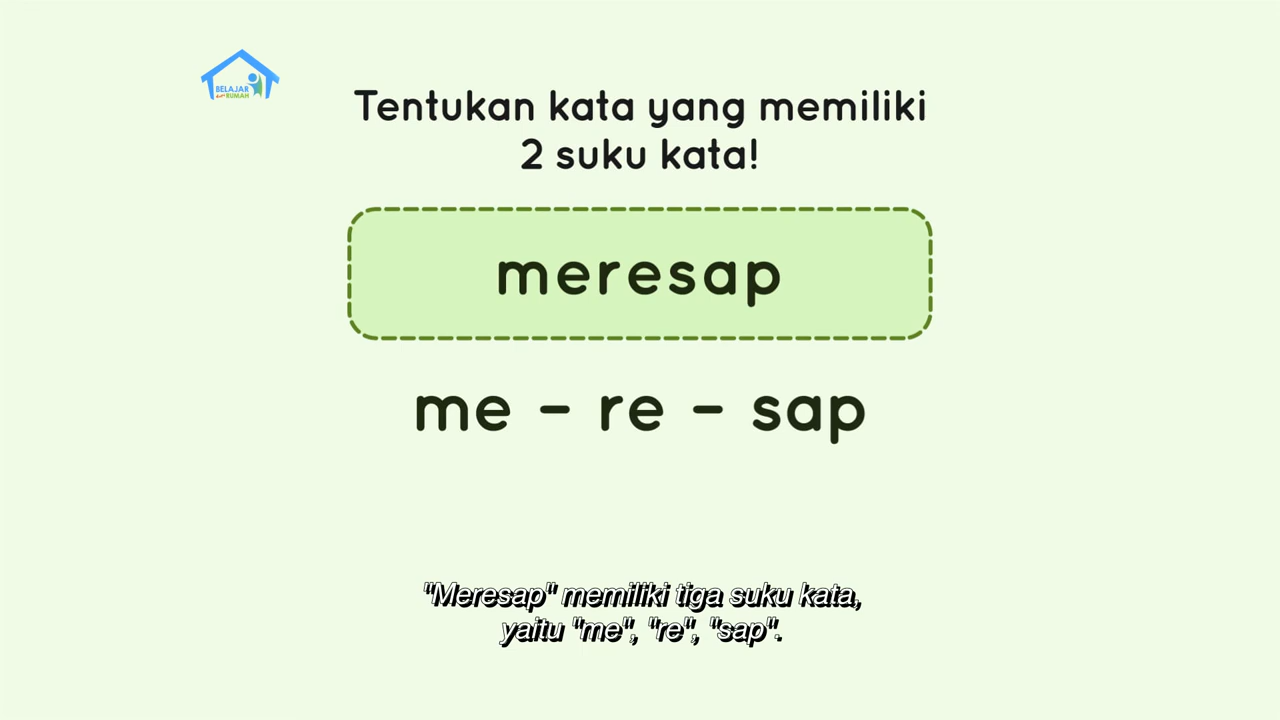 BELAJAR
dari RUMAH
Tentukan kata yang memiliki
2 suku kata!
meresap
me - re - sap
"Meresap" memiliki tiga suku kata,
yaitu "me", "re", "sap".